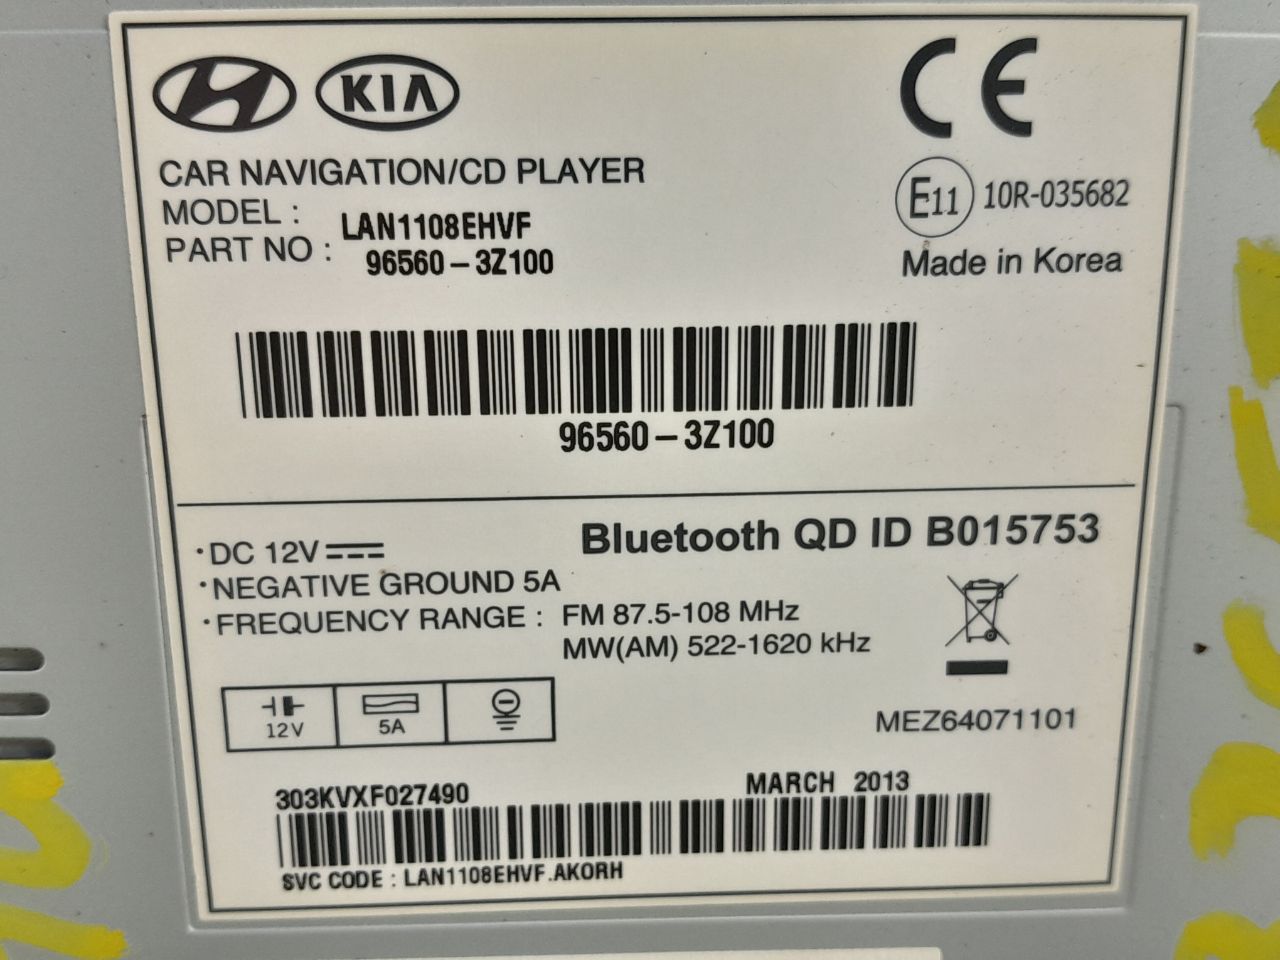 KIA
CE
CAR NAVIGATION/CD PLAYER
MODEL : LAN1108EHVF
PART NO : 96560-3Z100
E11 10R-035682
Made in Korea
96560-3Z100
•DC 12V
•NEGATIVE GROUND 5A
•FREQUENCY RANGE : FM 87.5-108 MHz
MW(AM) 522-1620 kHz
Bluetooth QD ID B015753
12V 5A
MEZ64071101
303KVXF027490
MARCH 2013
SVC CODE : LAN1108EHVF.AKORH